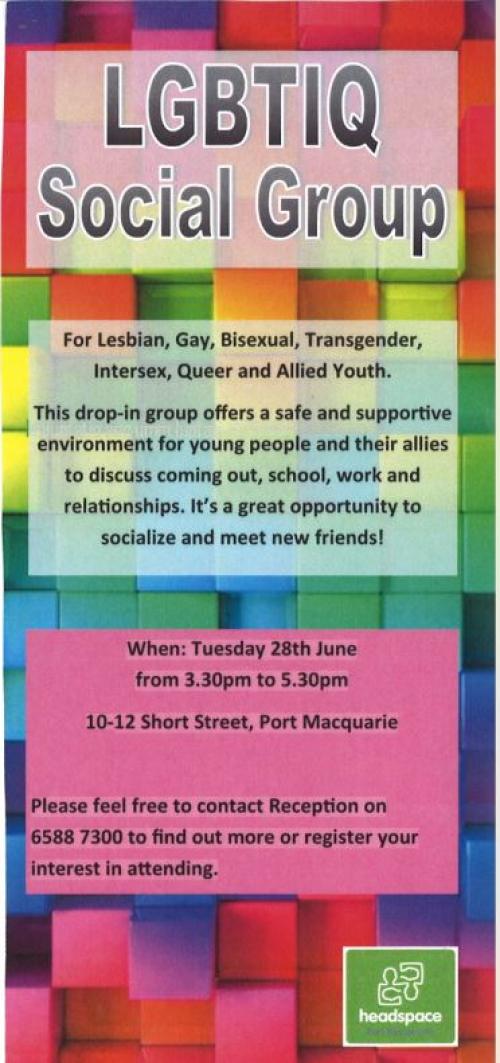 LGBTIQ
Social Group
For Lesbian, Gay, Bisexual, Transgender,
Intersex, Queer and Allied Youth.
This drop-in group offers a safe and supportive
environment for young people and their allies
to discuss coming out, school, work and
relationships. It's a great opportunity to
socialize and meet new friends!
When: Tuesday 28th June
from 3.30pm to 5.30pm
10-12 Short Street, Port Macquarie
Please feel free to contact Reception on
6588 7300 to find out more or register your
interest in attending.
headspace
Port Macquarie